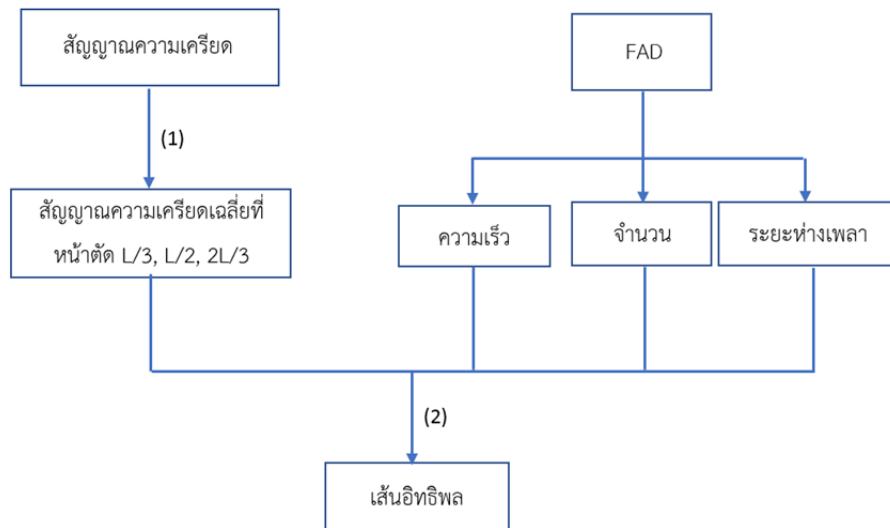 สัญญาณความเครียด
FAD
(1)
สัญญาณความเครียดเฉลี่ยที่
หน้าตัด L/3, L/2, 2L/3
ความเร็ว
จำนวน
ระยะห่างเพลา
(2)
เส้นอิทธิพล